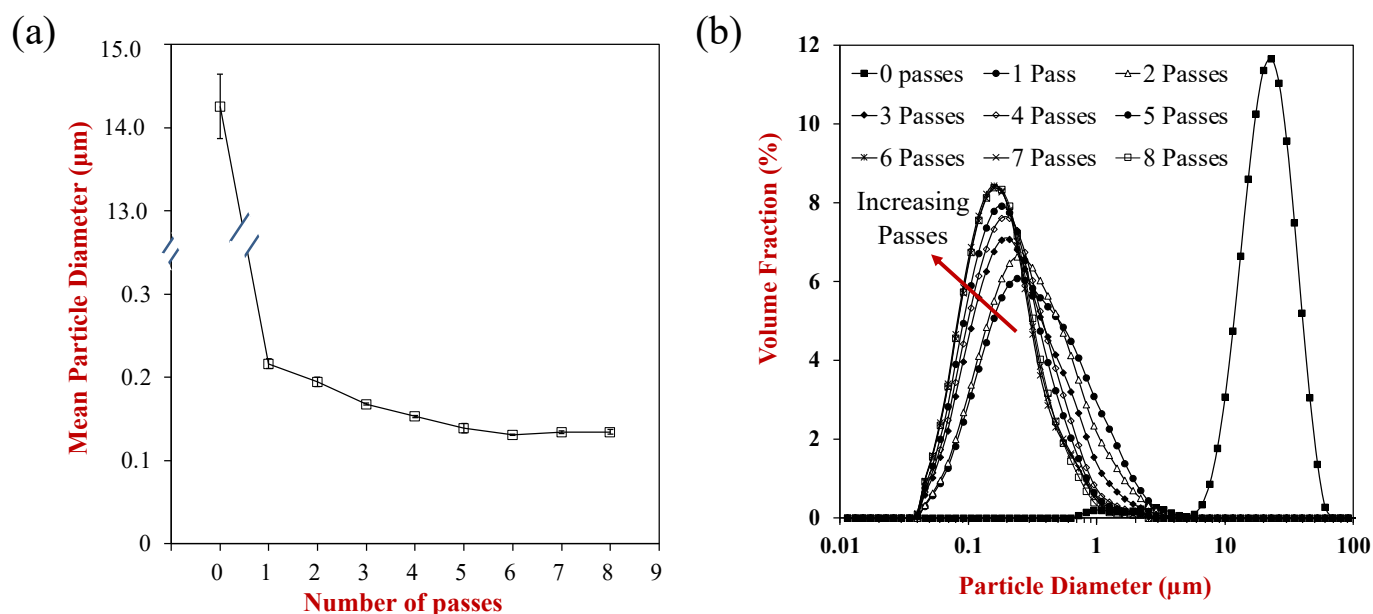 (a)
15.0
14.0
13.0
0.3
0.2
0.1
0
0 1 2 3 4 5 6 7 8 9
Mean Particle Diameter (µm)
Number of passes
(b)
12
10
8
6
4
2
0
0.01 0.1 1 10 100
Volume Fraction (%)
Particle Diameter (µm)
0 passes 1 Pass 2 Passes
3 Passes 4 Passes 5 Passes
6 Passes 7 Passes 8 Passes
Increasing
Passes